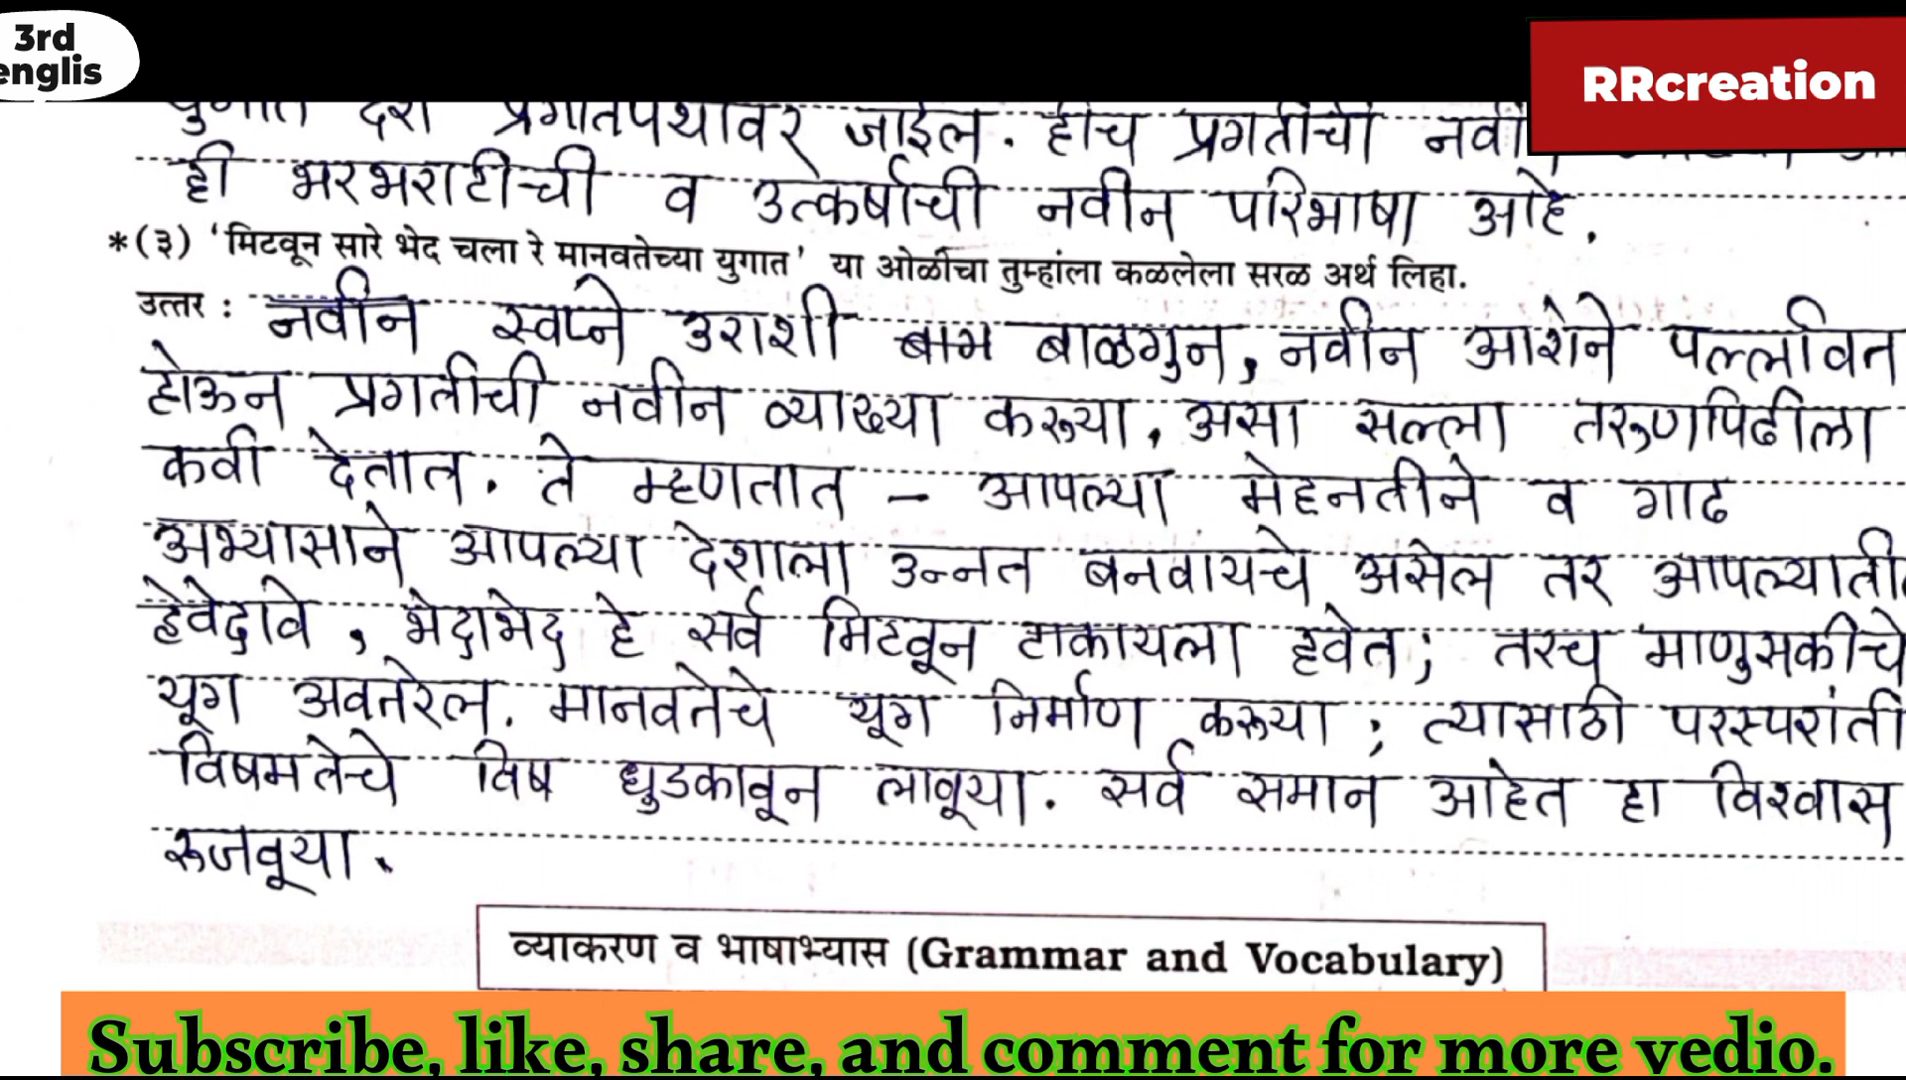 3rd
englis
RRcreation
देश प्रगतिपथावर जाईल. हीच प्रगतीची
ही भरभराटीची व उत्कर्षाची नवीन परिभाषा आहे.
*(३) 'मिटवून सारे भेद चला रे मानवतेच्या युगात' या ओळीचा तुम्हांला कळलेला सरळ अर्थ लिहा.
उत्तर : नवीन स्वप्ने उराशी बाळगुन, नवीन आशेने पल्लवित
होऊन प्रगतीची नवीन व्याख्या करूया, असा सल्ला तरुणपिढीला
कवी देतात. ते म्हणतात – आपल्या मेहनतीने व गाढ
अभ्यासाने आपल्या देशाला उन्नत बनवायचे असेल तर
हेवेदावे, भेदाभेद हे सर्व मिटवून टाकायला हवेत; तरच माणुसकीचे
यूग अवतरेल. मानवतेचे यूग निर्माण करूया; त्यासाठी
विषमतेचे विष धुडकावून लावूया. सर्व समान आहेत हा विश्वास
रूजवूया.
व्याकरण व भाषाभ्यास (Grammar and Vocabulary)
Subscribe, like, share, and comment for more vedio.